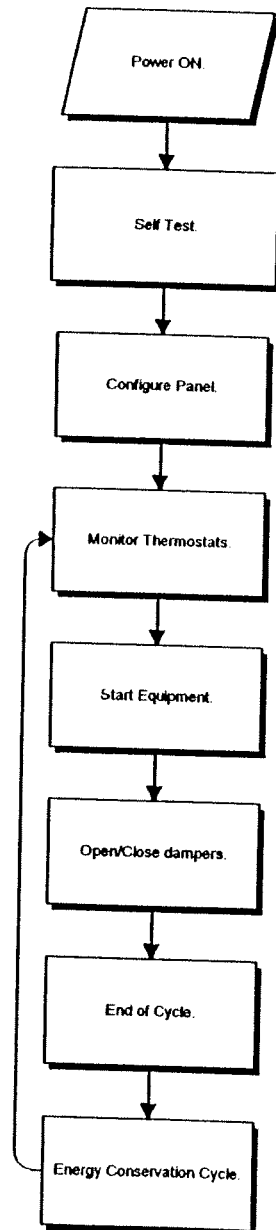 Power ON.
Self Test.
Configure Panel.
Monitor Thermostats.
Start Equipment.
Open/Close dampers.
End of Cycle.
Energy Conservation Cycle.